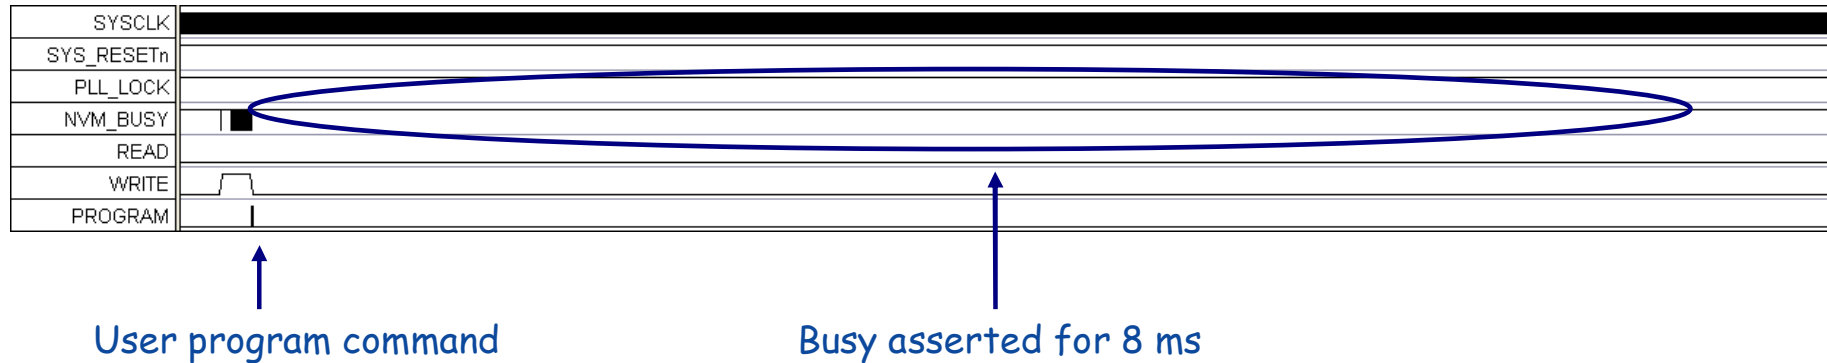 SYSCLK
SYS_RESETn
PLL_LOCK
NVM_BUSY
READ
WRITE
PROGRAM
User program command
Busy asserted for 8 ms